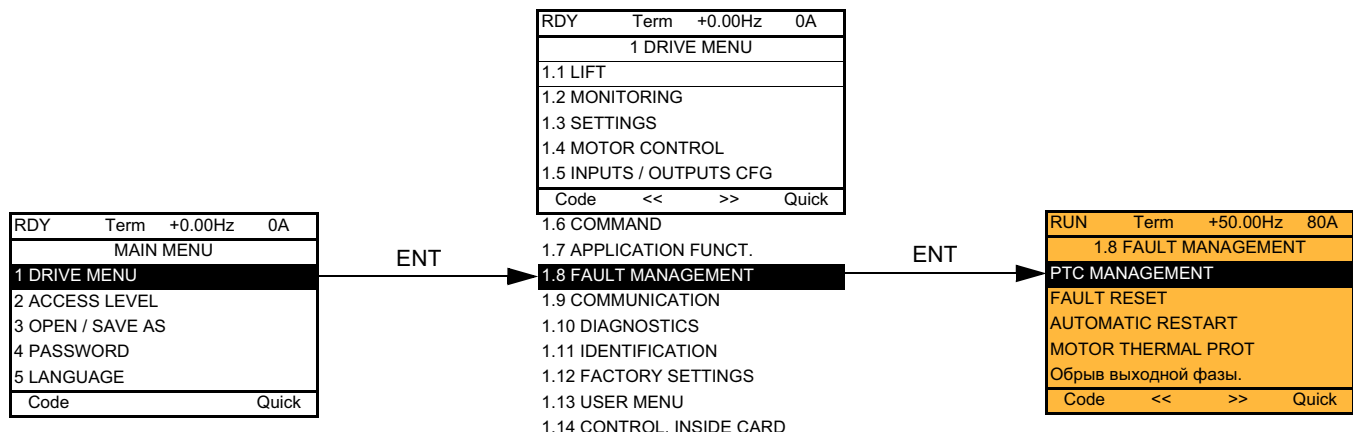 RDY Term +0.00Hz 0A
MAIN MENU
1 DRIVE MENU
2 ACCESS LEVEL
3 OPEN / SAVE AS
4 PASSWORD
5 LANGUAGE
Code Quick
ENT
RDY Term +0.00Hz 0A
1 DRIVE MENU
1.1 LIFT
1.2 MONITORING
1.3 SETTINGS
1.4 MOTOR CONTROL
1.5 INPUTS / OUTPUTS CFG
Code << >> Quick
1.6 COMMAND
1.7 APPLICATION FUNCT.
1.8 FAULT MANAGEMENT
1.9 COMMUNICATION
1.10 DIAGNOSTICS
1.11 IDENTIFICATION
1.12 FACTORY SETTINGS
1.13 USER MENU
1.14 CONTROL. INSIDE CARD
ENT
RUN Term +50.00Hz 80A
1.8 FAULT MANAGEMENT
PTC MANAGEMENT
FAULT RESET
AUTOMATIC RESTART
MOTOR THERMAL PROT
Обрыв выходной фазы.
Code << >> Quick